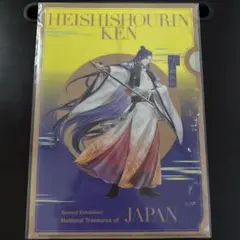 HEISHISHOURIN
KEN
Special Exhibition
National Treasures of
JAPAN